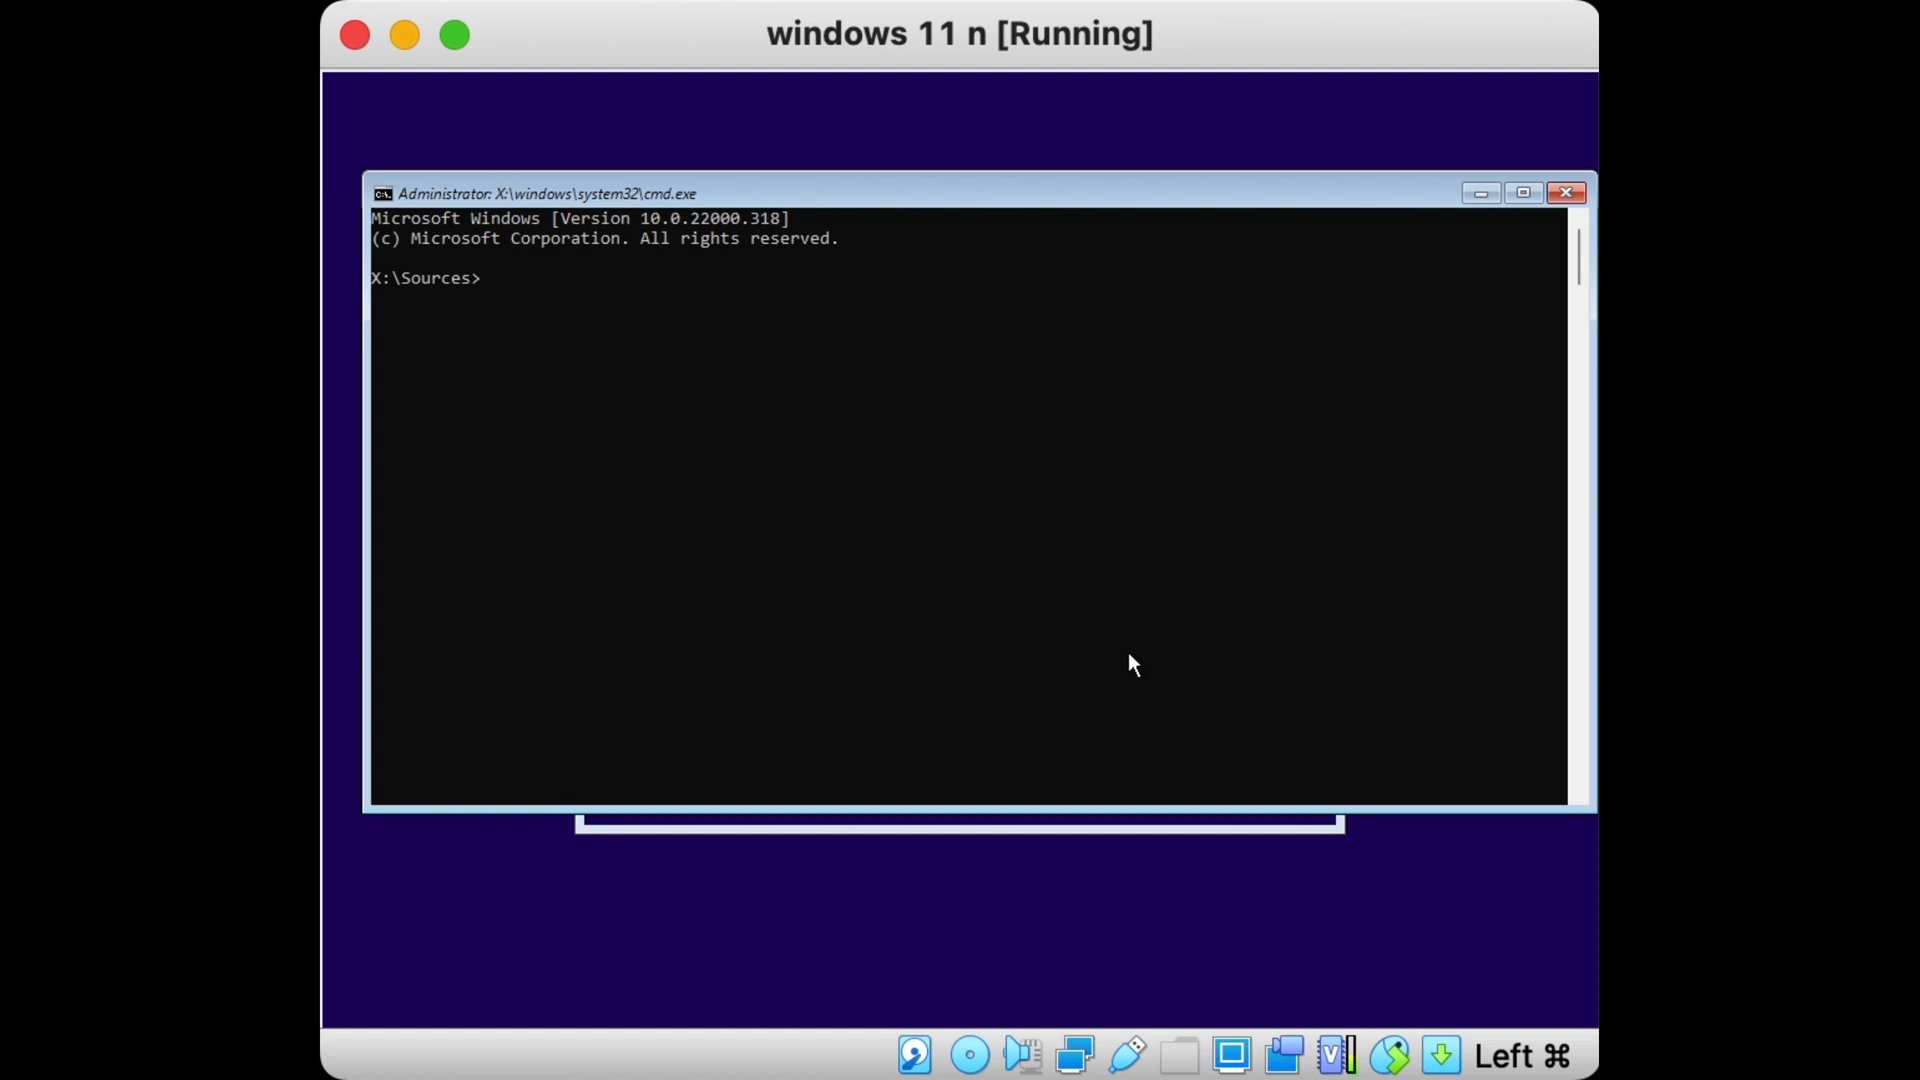 windows 11 n [Running]
Administrator: X:\windows\system32\cmd.exe
Microsoft Windows [Version 10.0.22000.318]
(c) Microsoft Corporation. All rights reserved.
X:\Sources>
Left ⌘